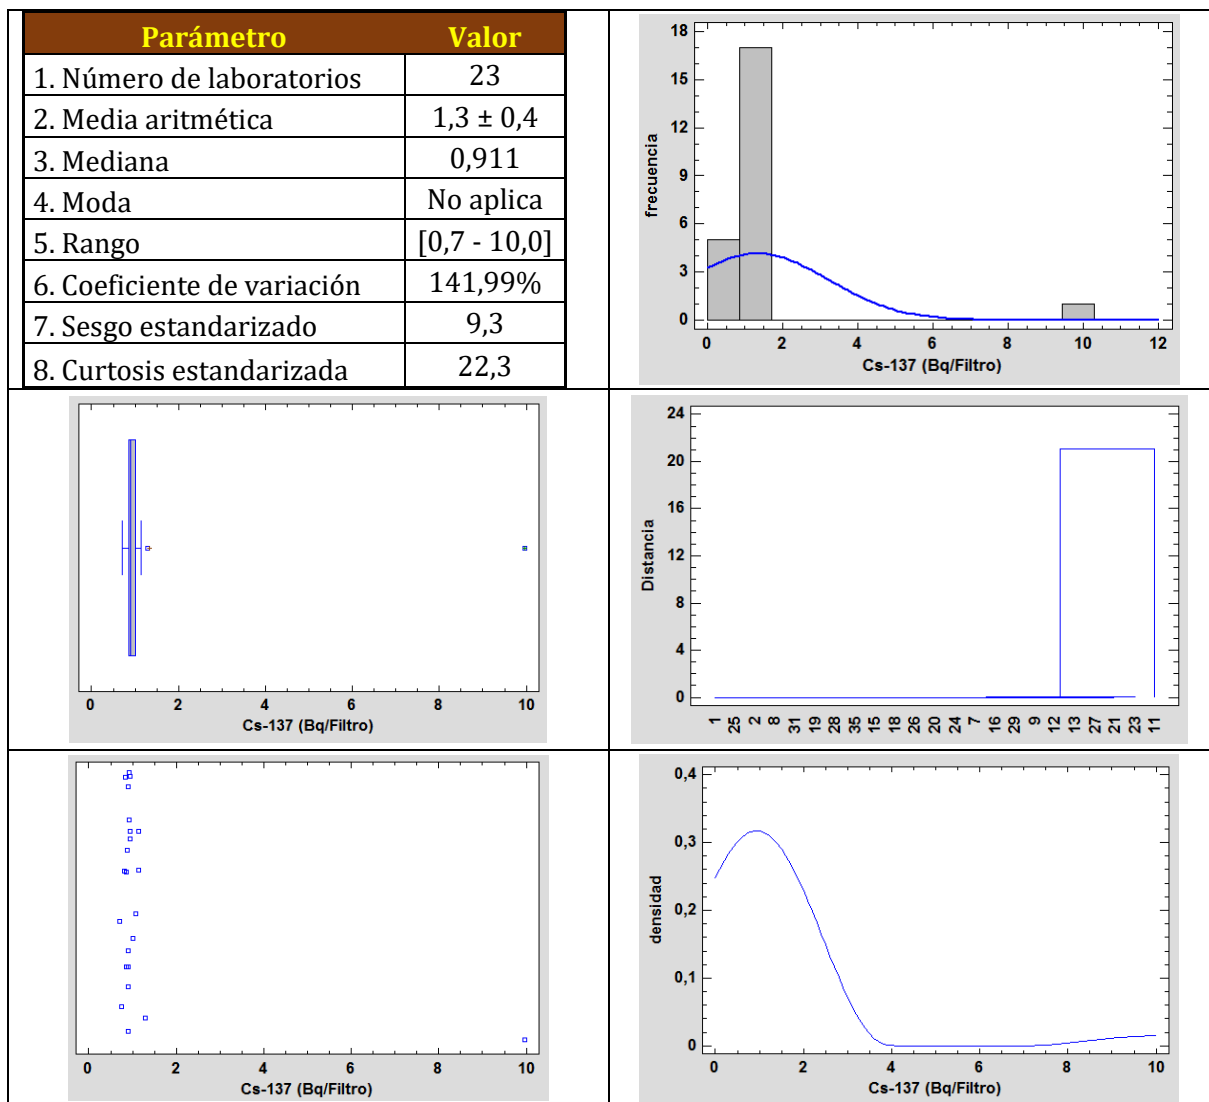 Parámetro Valor
1. Número de laboratorios 23
2. Media aritmética 1,3 ± 0,4
3. Mediana 0,911
4. Moda No aplica
5. Rango [0,7 - 10,0]
6. Coeficiente de variación 141,99%
7. Sesgo estandarizado 9,3
8. Curtosis estandarizada 22,3
frecuencia
18
15
12
9
6
3
0
0 2 4 6 8 10 12
Cs-137 (Bq/Filtro)
0 2 4 6 8 10
Cs-137 (Bq/Filtro)
Distancia
24
20
16
12
8
4
0
1 25 2 8 31 19 28 35 15 18 26 20 24 7 16 29 9 12 13 27 21 23 11
0 2 4 6 8 10
Cs-137 (Bq/Filtro)
densidad
0,4
0,3
0,2
0,1
0
0 2 4 6 8 10
Cs-137 (Bq/Filtro)